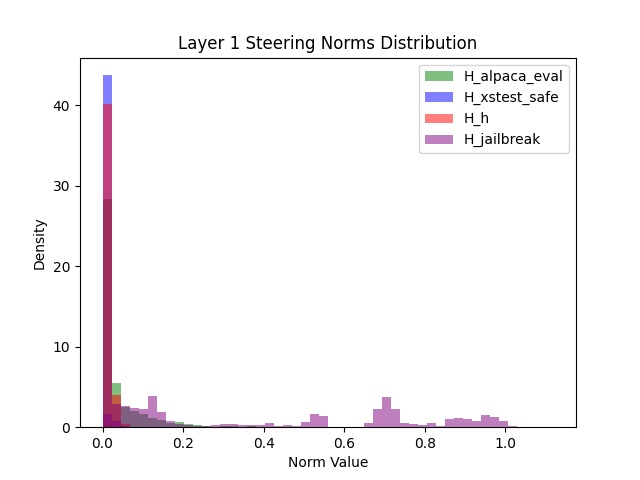 Layer 1 Steering Norms Distribution
H_alpaca_eval
H_xstest_safe
H_h
H_jailbreak
40
30
20
10
0
Density
0.0 0.2 0.4 0.6 0.8 1.0
Norm Value